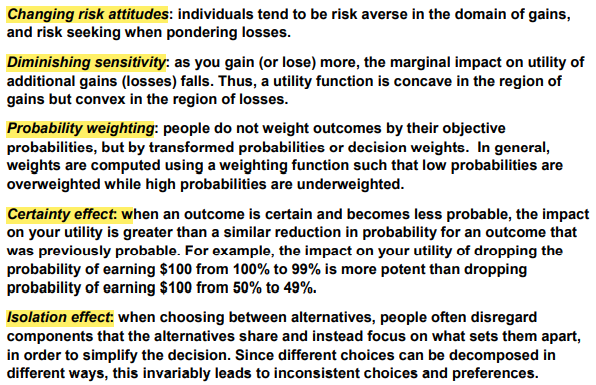 Changing risk attitudes: individuals tend to be risk averse in the domain of gains,
and risk seeking when pondering losses.
Diminishing sensitivity: as you gain (or lose) more, the marginal impact on utility of
additional gains (losses) falls. Thus, a utility function is concave in the region of
gains but convex in the region of losses.
Probability weighting: people do not weight outcomes by their objective
probabilities, but by transformed probabilities or decision weights. In general,
weights are computed using a weighting function such that low probabilities are
overweighted while high probabilities are underweighted.
Certainty effect: when an outcome is certain and becomes less probable, the impact
on your utility is greater than a similar reduction in probability for an outcome that
was previously probable. For example, the impact on your utility of dropping the
probability of earning $100 from 100% to 99% is more potent than dropping
probability of earning $100 from 50% to 49%.
Isolation effect: when choosing between alternatives, people often disregard
components that the alternatives share and instead focus on what sets them apart,
in order to simplify the decision. Since different choices can be decomposed in
different ways, this invariably leads to inconsistent choices and preferences.